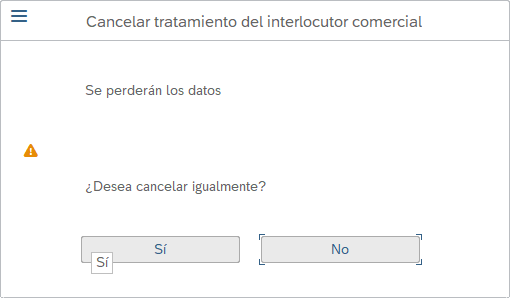 Cancelar tratamiento del interlocutor comercial
Se perderán los datos
¿Desea cancelar igualmente?
Sí
No
Sí